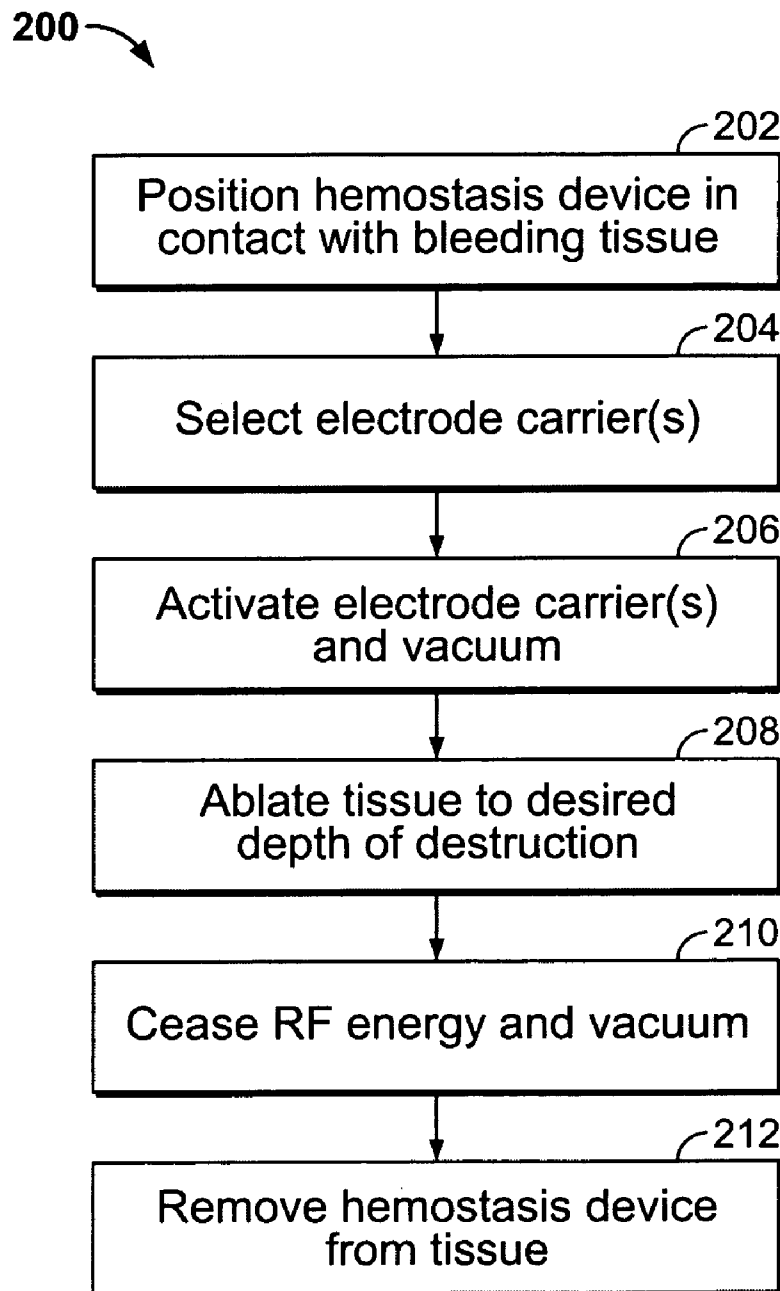 200
202
Position hemostasis device in
contact with bleeding tissue
204
Select electrode carrier(s)
206
Activate electrode carrier(s)
and vacuum
208
Ablate tissue to desired
depth of destruction
210
Cease RF energy and vacuum
212
Remove hemostasis device
from tissue